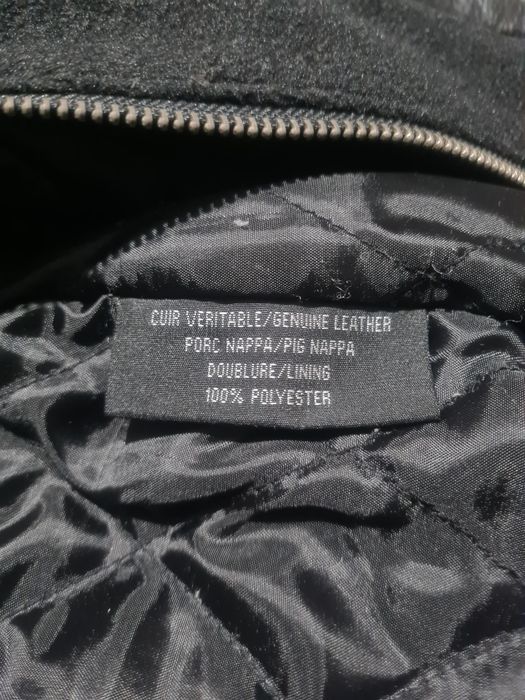 CUIR VERITABLE/GENUINE LEATHER
PORC NAPPA/PIG NAPPA
DOUBLURE/LINING
100% POLYESTER